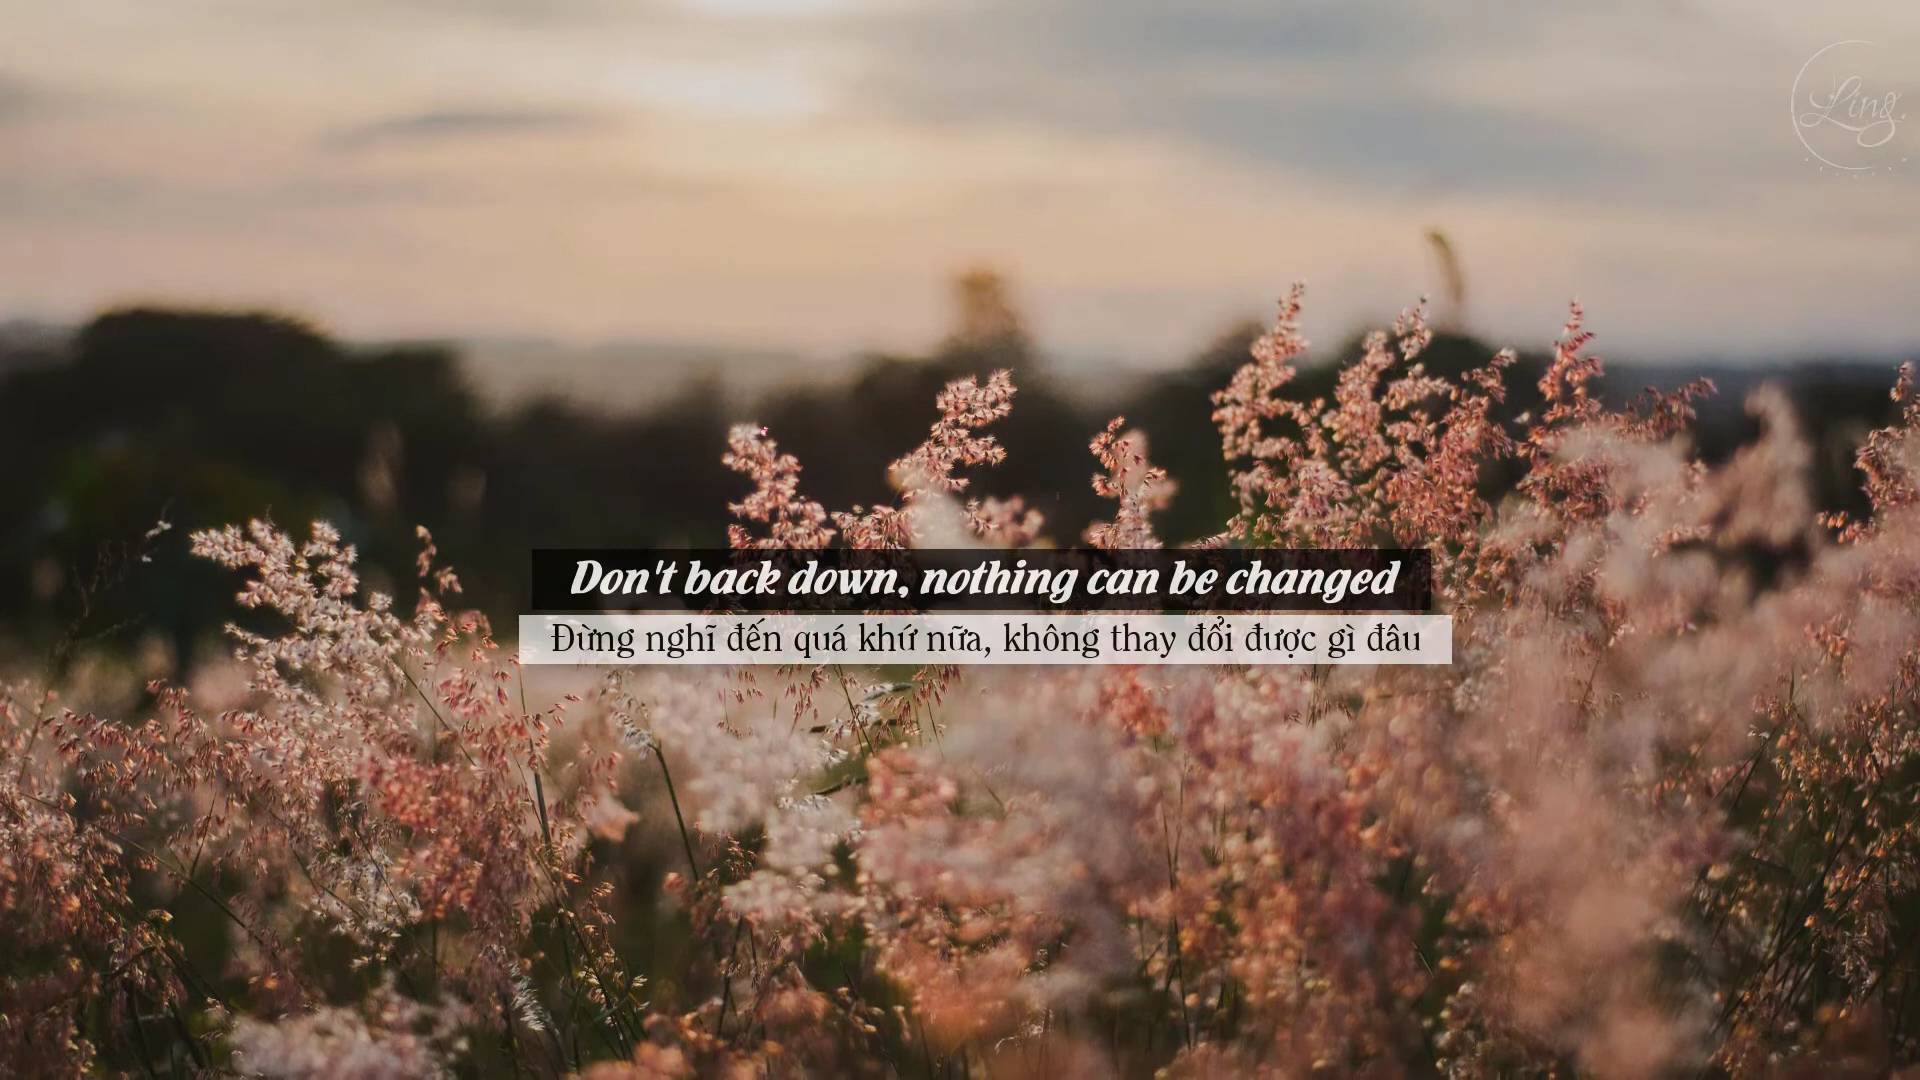 Ling
Don't back down, nothing can be changed
Đừng nghĩ đến quá khứ nữa, không thay đổi được gì đâu